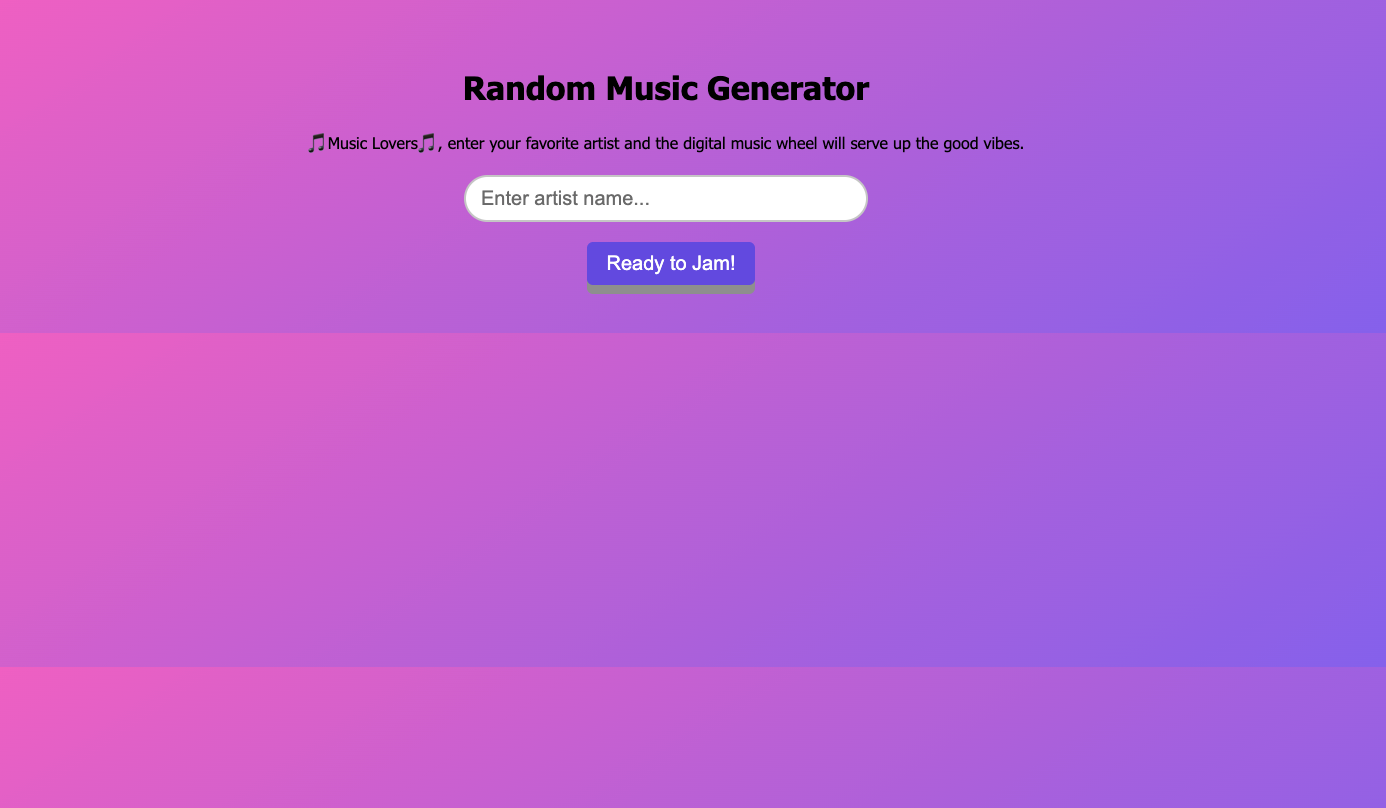 Random Music Generator
🎵Music Lovers🎵, enter your favorite artist and the digital music wheel will serve up the good vibes.
Enter artist name...
Ready to Jam!